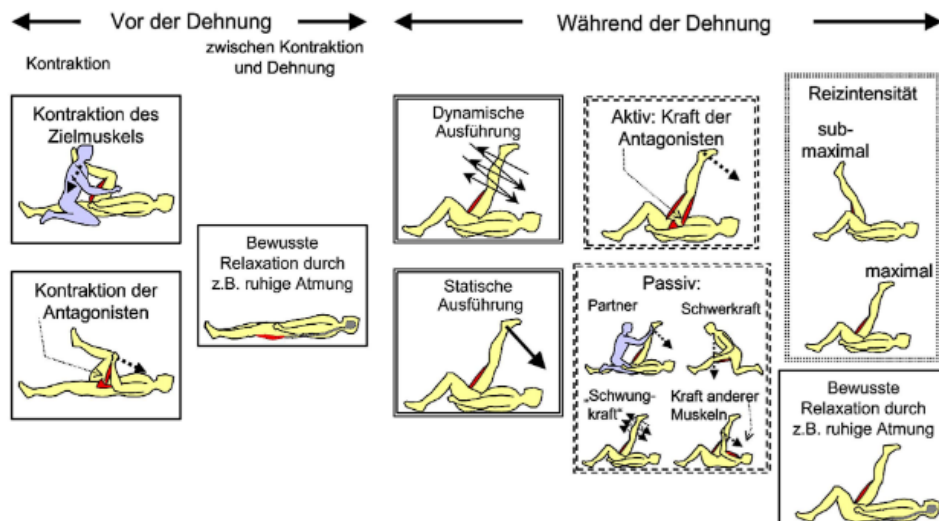 Vor der Dehnung
Kontraktion
zwischen Kontraktion
und Dehnung
Kontraktion des
Zielmuskels
Kontraktion der
Antagonisten
Bewusste
Relaxation durch
z.B. ruhige Atmung
Während der Dehnung
Dynamische
Ausführung
Statische
Ausführung
Aktiv: Kraft der
Antagonisten
Passiv:
Partner
Schwerkraft
„Schwung-
kraft“
Kraft anderer
Muskeln
Reizintensität
sub-
maximal
maximal
Bewusste
Relaxation durch
z.B. ruhige Atmung